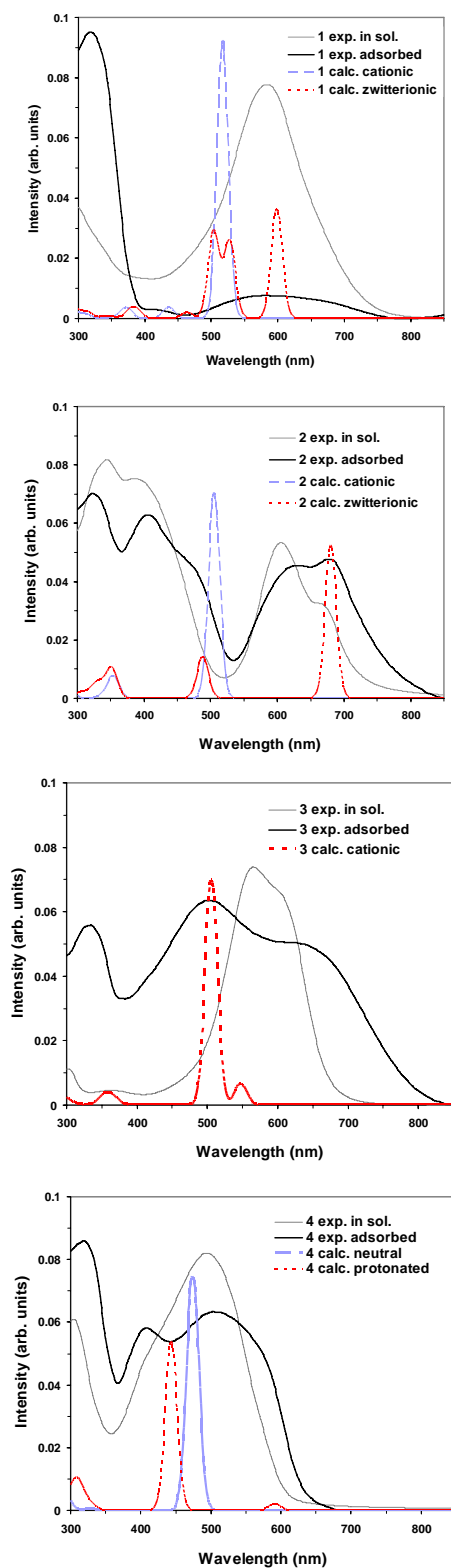 0.1
0.08
0.06
0.04
0.02
0
Intensity (arb. units)
1 exp. in sol.
1 exp. adsorbed
1 calc. cationic
1 calc. zwitterionic
300 400 500 600 700 800
Wavelength (nm)
0.1
0.08
0.06
0.04
0.02
0
Intensity (arb. units)
2 exp. in sol.
2 exp. adsorbed
2 calc. cationic
2 calc. zwitterionic
300 400 500 600 700 800
Wavelength (nm)
0.1
0.08
0.06
0.04
0.02
0
Intensity (arb. units)
3 exp. in sol.
3 exp. adsorbed
3 calc. cationic
300 400 500 600 700 800
Wavelength (nm)
0.1
0.08
0.06
0.04
0.02
0
Intensity (arb. units)
4 exp. in sol.
4 exp. adsorbed
4 calc. neutral
4 calc. protonated
300 400 500 600 700 800
Wavelength (nm)